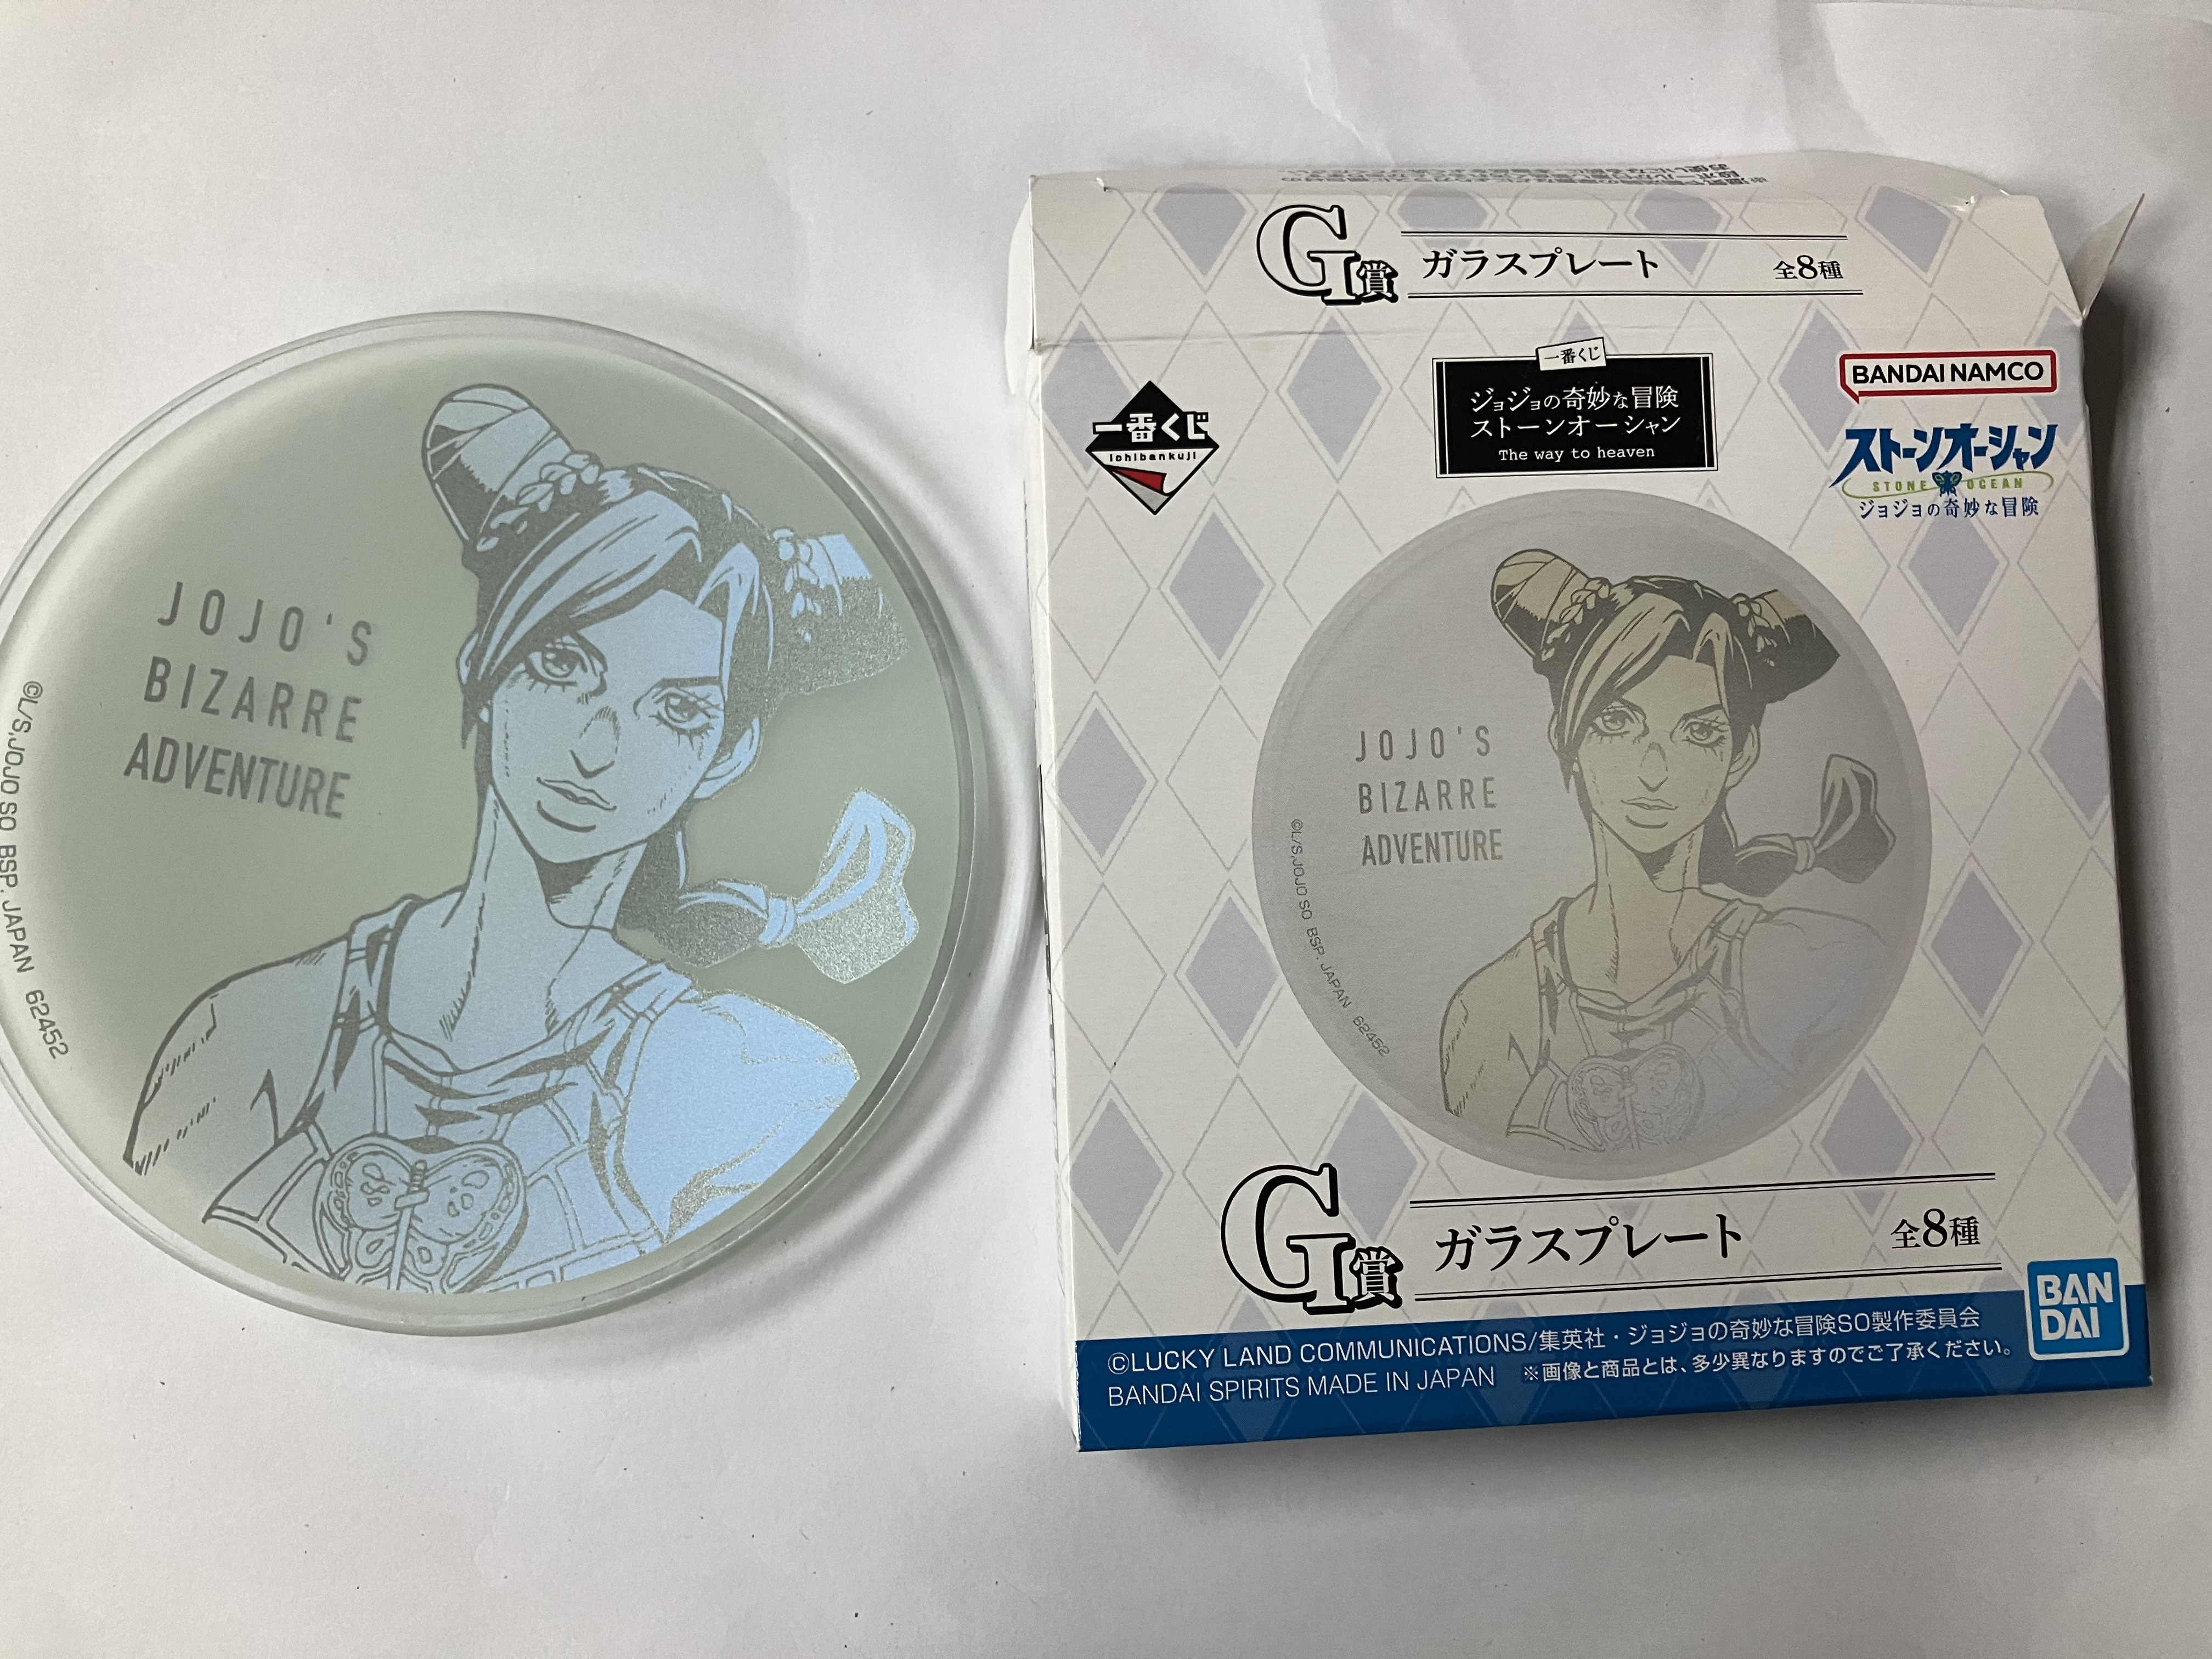 JOJO'S
BIZARRE
ADVENTURE
©L/S,JOJO SO BSP. JAPAN 62452
G賞 ガラスプレート 全8種
一番くじ
ichibankuji
一番くじ
ジョジョの奇妙な冒険
ストーンオーシャン
The way to heaven
BANDAI NAMCO
ストーンオーシャン
STONE OCEAN
ジョジョの奇妙な冒険
JOJO'S
BIZARRE
ADVENTURE
©L/S,JOJO SO BSP. JAPAN 62452
G賞 ガラスプレート 全8種
©LUCKY LAND COMMUNICATIONS/集英社・ジョジョの奇妙な冒険SO製作委員会
BANDAI SPIRITS MADE IN JAPAN ※画像と商品とは、多少異なりますのでご了承ください。
BAN
DAI